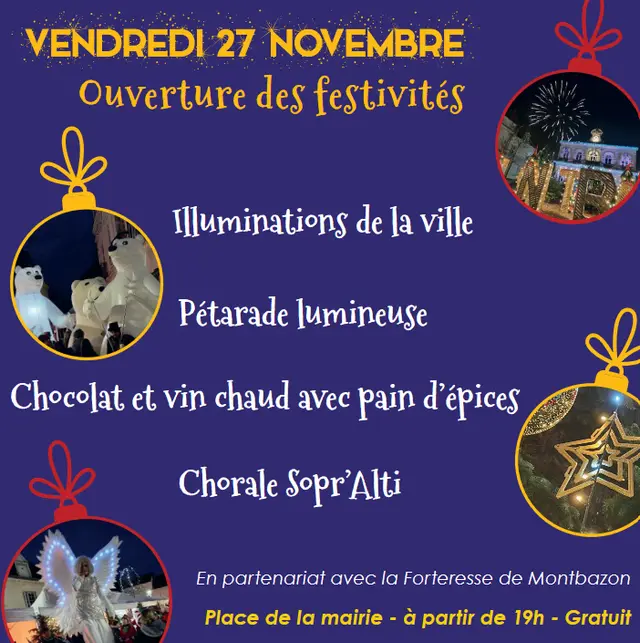 VENDREDI 27 NOVEMBRE
Ouverture des festivités
Illuminations de la ville
Pétarade lumineuse
Chocolat et vin chaud avec pain d'épices
Chorale Sopr'Alti
En partenariat avec la Forteresse de Montbazon
Place de la mairie - à partir de 19h - Gratuit